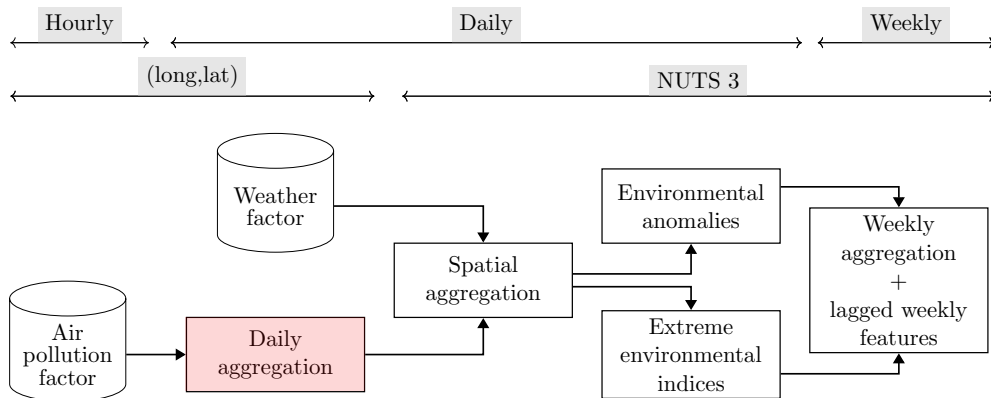 Hourly
Daily
Weekly
(long,lat)
NUTS 3
Weather
factor
Environmental
anomalies
Weekly
aggregation
+
lagged weekly
features
Spatial
aggregation
Air
pollution
factor
Daily
aggregation
Extreme
environmental
indices